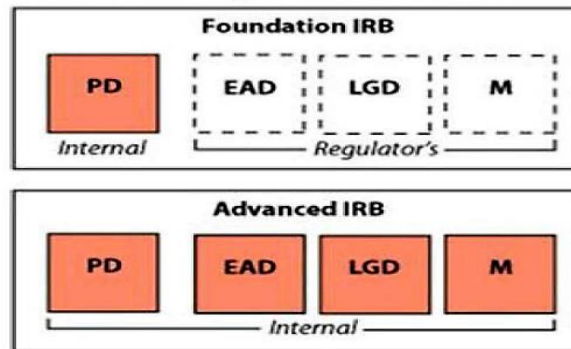 Foundation IRB
PD EAD LGD M
Internal Regulator's
Advanced IRB
PD EAD LGD M
Internal